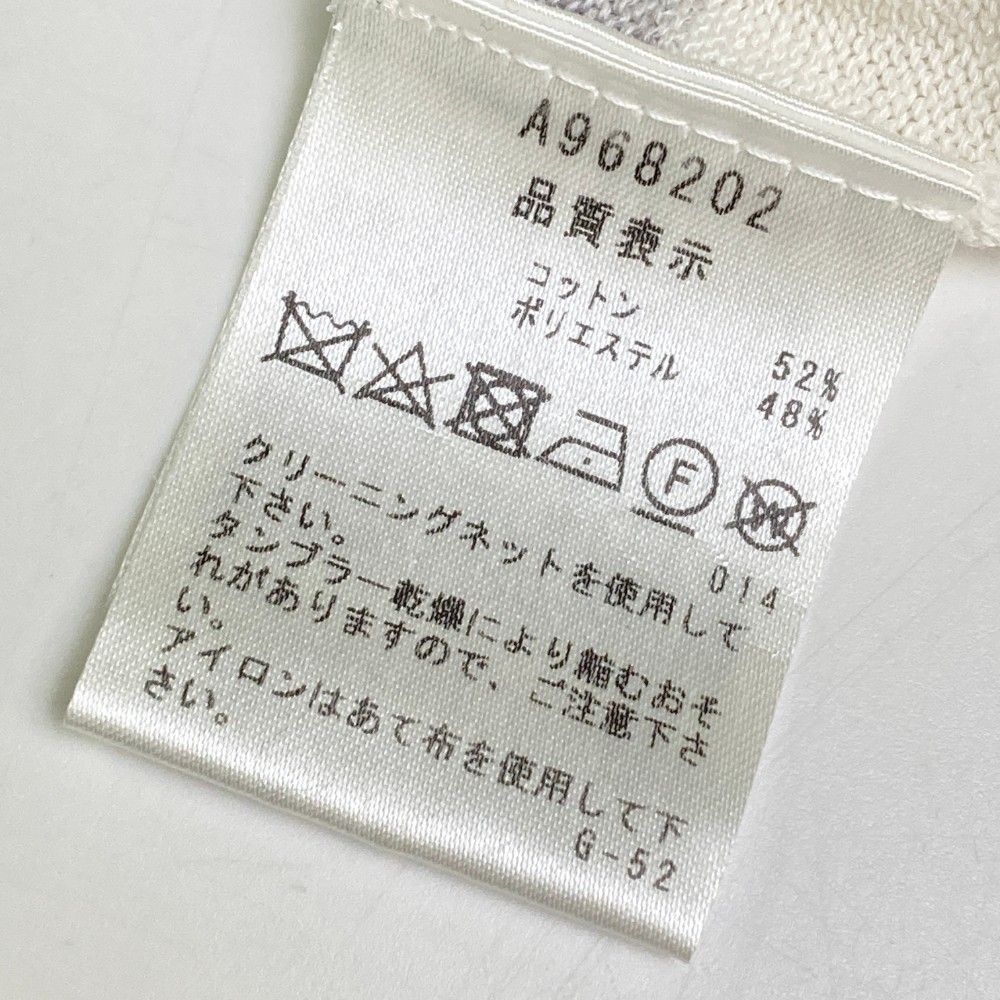 A968202
品質表示
コットン 52%
ポリエステル 48%
F
W
014
クリーニングネットを使用して
下さい。
タンブラー乾燥により縮むおそ
れがありますので、ご注意下さ
い。
アイロンはあて布を使用して下
さい。
G-52